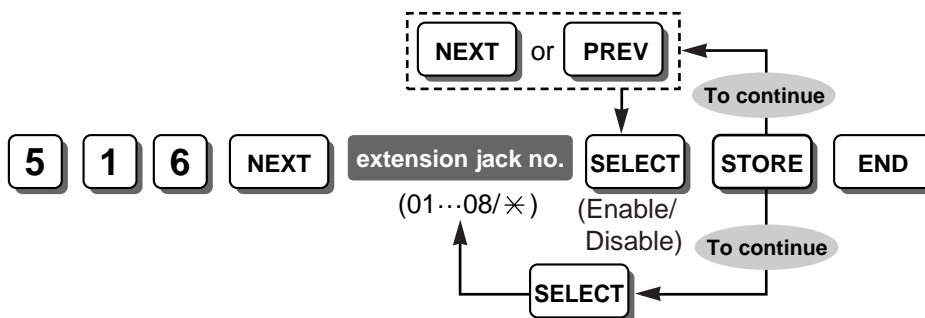 NEXT or PREV
To continue
5 1 6 NEXT extension jack no. SELECT STORE END
(01···08/✳) (Enable/
Disable)
To continue
SELECT